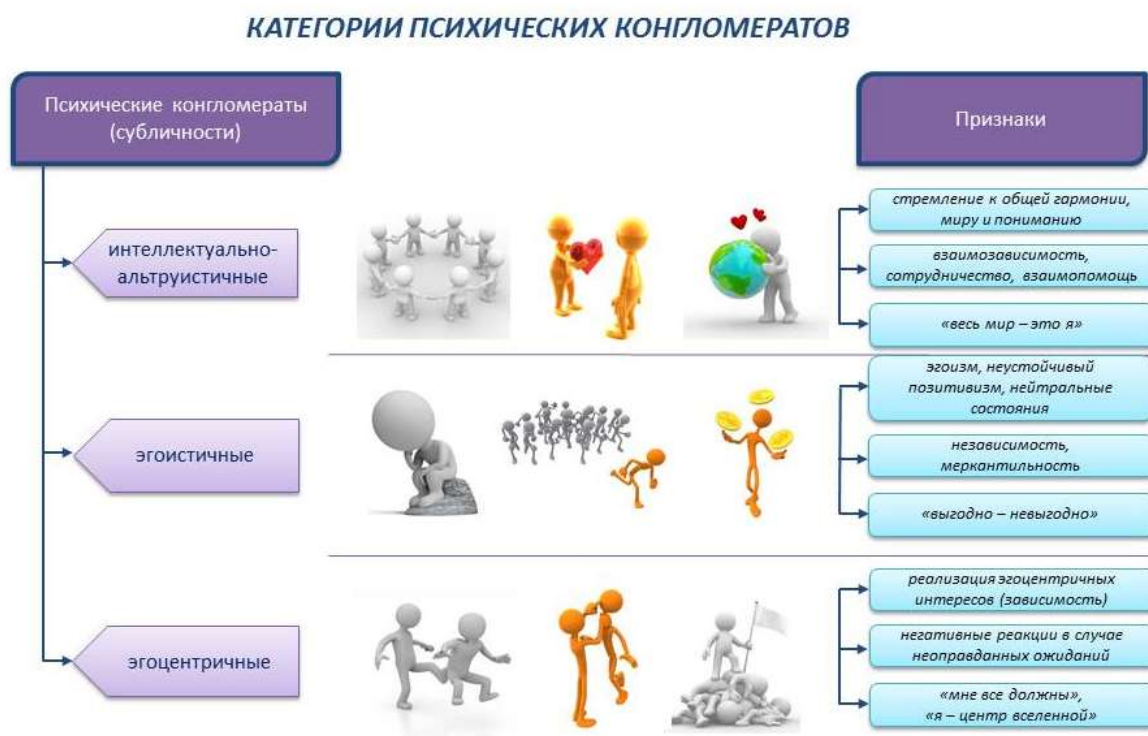 КАТЕГОРИИ ПСИХИЧЕСКИХ КОНГЛОМЕРАТОВ
Психические конгломераты
(субличности)
Признаки
интеллектуально-
альтруистичные
стремление к общей гармонии,
миру и пониманию
взаимозависимость,
сотрудничество, взаимопомощь
«весь мир – это я»
эгоистичные
эгоизм, неустойчивый
позитивизм, нейтральные
состояния
независимость,
меркантильность
«выгодно – невыгодно»
эгоцентричные
реализация эгоцентричных
интересов (зависимость)
негативные реакции в случае
неоправданных ожиданий
«мне все должны»,
«я – центр вселенной»